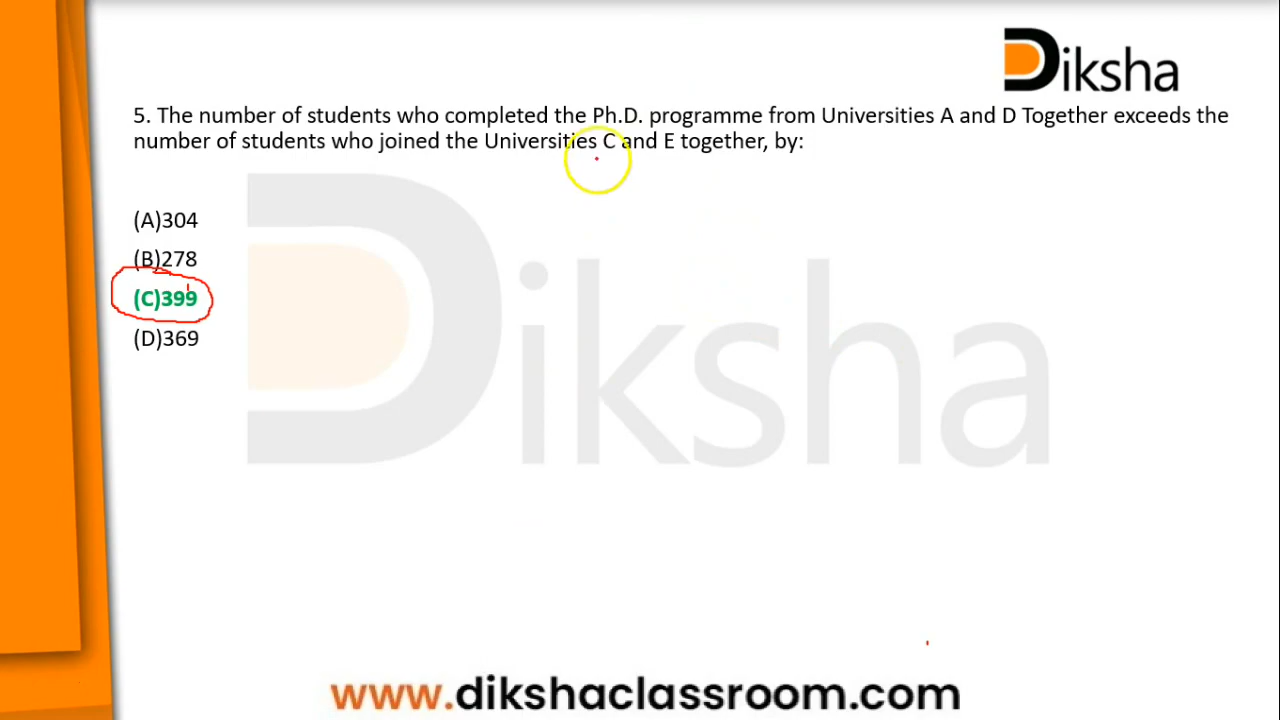 Diksha
5. The number of students who completed the Ph.D. programme from Universities A and D Together exceeds the
number of students who joined the Universities C and E together, by:
(A)304
(B)278
(C)399
(D)369
Diksha
www.dikshaclassroom.com